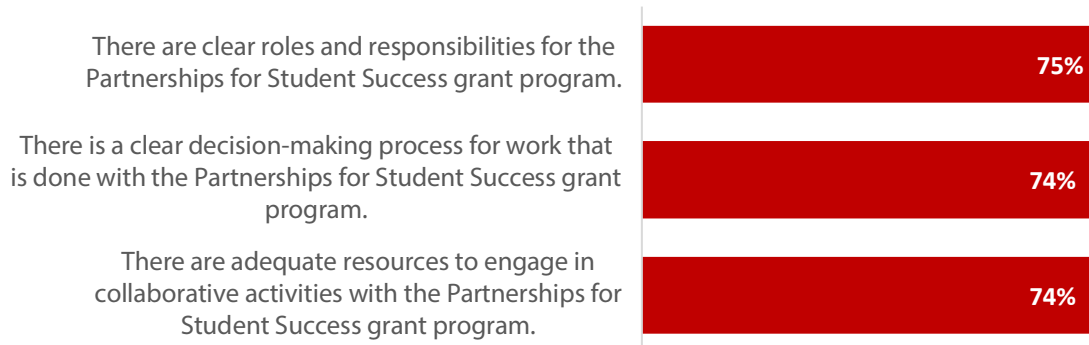 There are clear roles and responsibilities for the
Partnerships for Student Success grant program.
75%
There is a clear decision-making process for work that
is done with the Partnerships for Student Success grant
program.
74%
There are adequate resources to engage in
collaborative activities with the Partnerships for
Student Success grant program.
74%